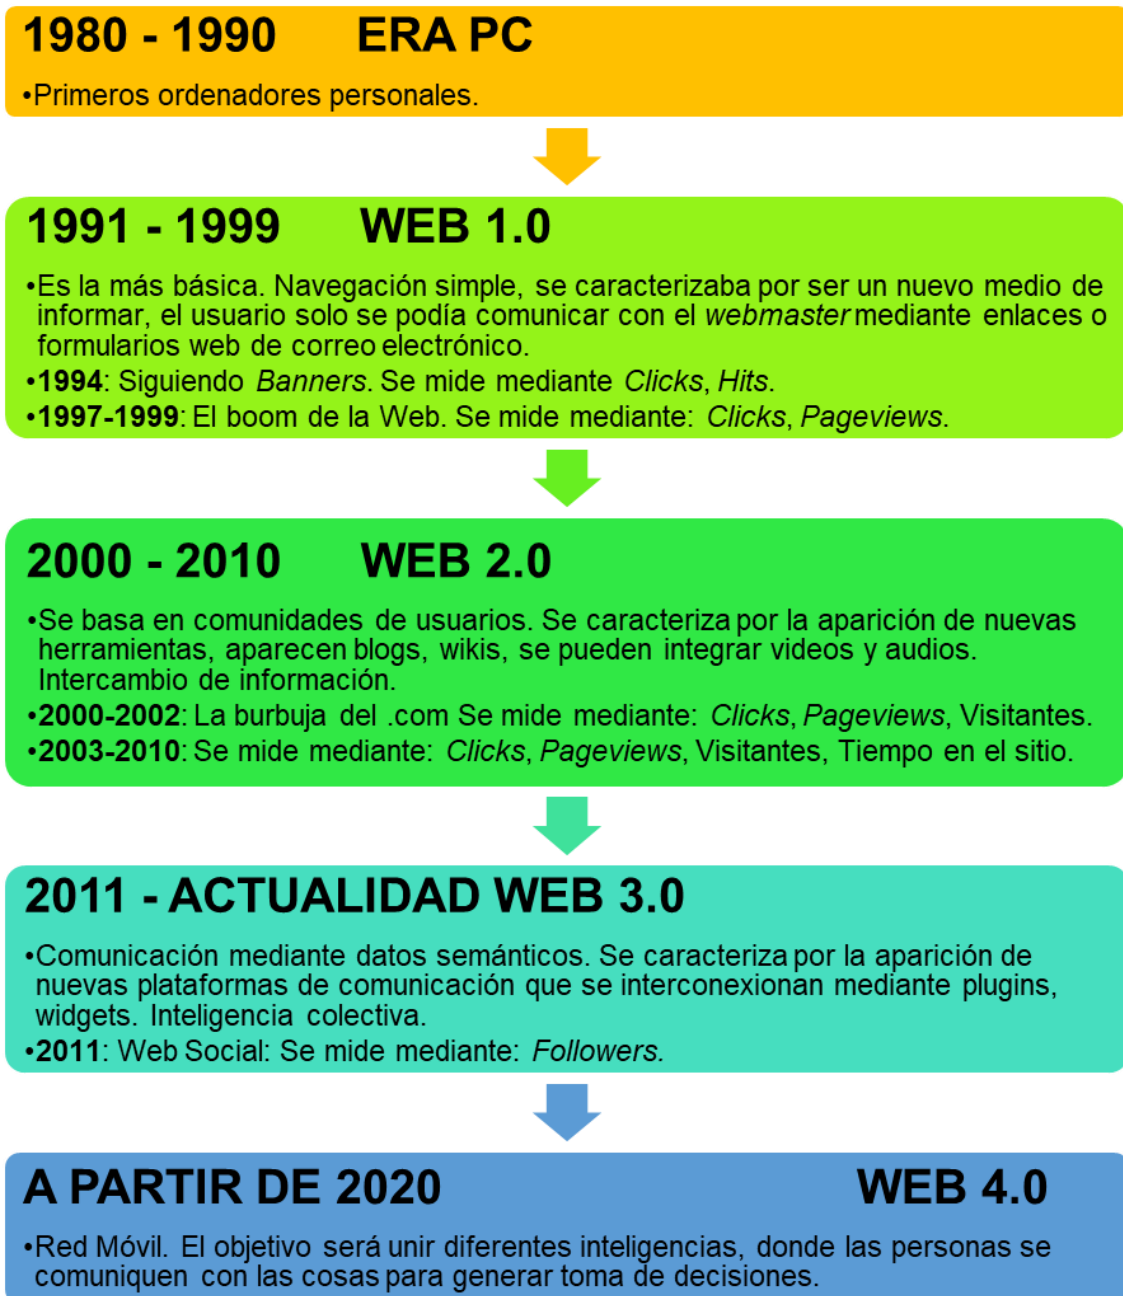 1980 - 1990 ERA PC
•Primeros ordenadores personales.
1991 - 1999 WEB 1.0
•Es la más básica. Navegación simple, se caracterizaba por ser un nuevo medio de
informar, el usuario solo se podía comunicar con el webmaster mediante enlaces o
formularios web de correo electrónico.
•1994: Siguiendo Banners. Se mide mediante Clicks, Hits.
•1997-1999: El boom de la Web. Se mide mediante: Clicks, Pageviews.
2000 - 2010 WEB 2.0
•Se basa en comunidades de usuarios. Se caracteriza por la aparición de nuevas
herramientas, aparecen blogs, wikis, se pueden integrar videos y audios.
Intercambio de información.
•2000-2002: La burbuja del .com Se mide mediante: Clicks, Pageviews, Visitantes.
•2003-2010: Se mide mediante: Clicks, Pageviews, Visitantes, Tiempo en el sitio.
2011 - ACTUALIDAD WEB 3.0
•Comunicación mediante datos semánticos. Se caracteriza por la aparición de
nuevas plataformas de comunicación que se interconexionan mediante plugins,
widgets. Inteligencia colectiva.
•2011: Web Social: Se mide mediante: Followers.
A PARTIR DE 2020 WEB 4.0
•Red Móvil. El objetivo será unir diferentes inteligencias, donde las personas se
comuniquen con las cosas para generar toma de decisiones.